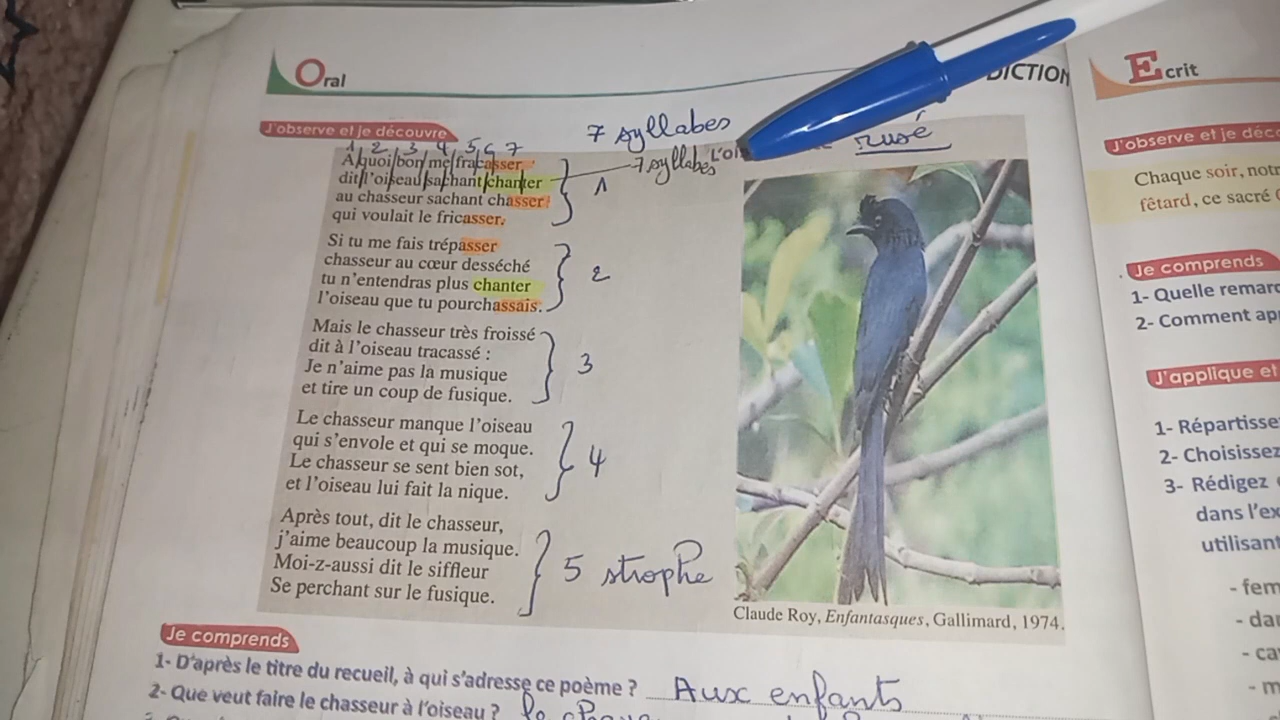 Oral
DICTION
J'observe et je découvre
7 syllabes
1 2 3 4 5 6 7
rusé
A/quoi/bon/me/fracasser
7 syllabes
L'oi
dit/l'oiseau/sachant/chanter
1
au chasseur sachant chasser
qui voulait le fricasser.
Si tu me fais trépasser
chasseur au cœur desséché
2
tu n'entendras plus chanter
l'oiseau que tu pourchassais.
Mais le chasseur très froissé
dit à l'oiseau tracassé :
3
Je n'aime pas la musique
et tire un coup de fusique.
Le chasseur manque l'oiseau
qui s'envole et qui se moque.
4
Le chasseur se sent bien sot,
et l'oiseau lui fait la nique.
Après tout, dit le chasseur,
j'aime beaucoup la musique.
5 strophe
Moi-z-aussi dit le siffleur
Se perchant sur le fusique.
Claude Roy, Enfantasques, Gallimard, 1974.
Je comprends
1- D'après le titre du recueil, à qui s'adresse ce poème ? Aux enfants
2- Que veut faire le chasseur à l'oiseau ?
Ecrit
J'observe et je déc
Chaque soir, not
fêtard, ce sacré
Je comprends
1- Quelle remar
2- Comment ap
J'applique et
1- Répartisse
2- Choisissez
3- Rédigez
dans l'ex
utilisant
- fem
- da
- ca
- m